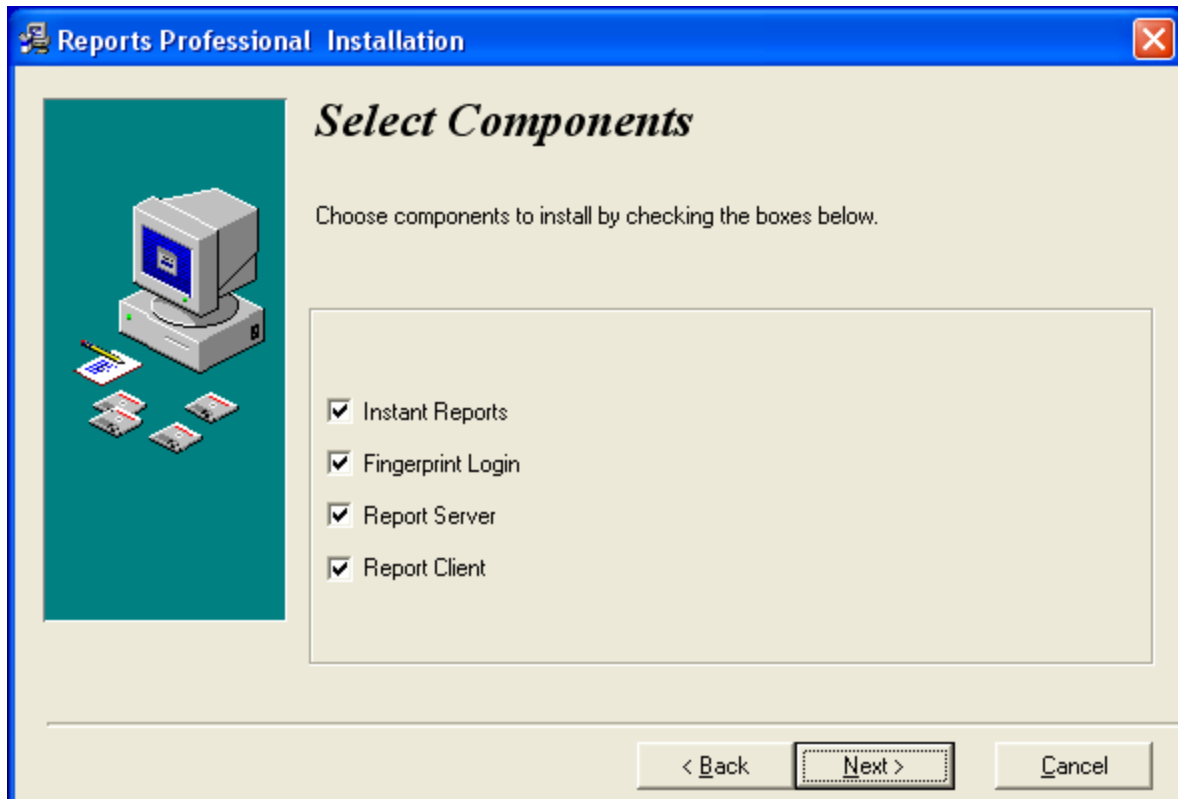 Reports Professional  Installation
Select Components
Choose components to install by checking the boxes below.
Instant Reports
Fingerprint Login
Report Server
Report Client
< Back
Next >
Cancel